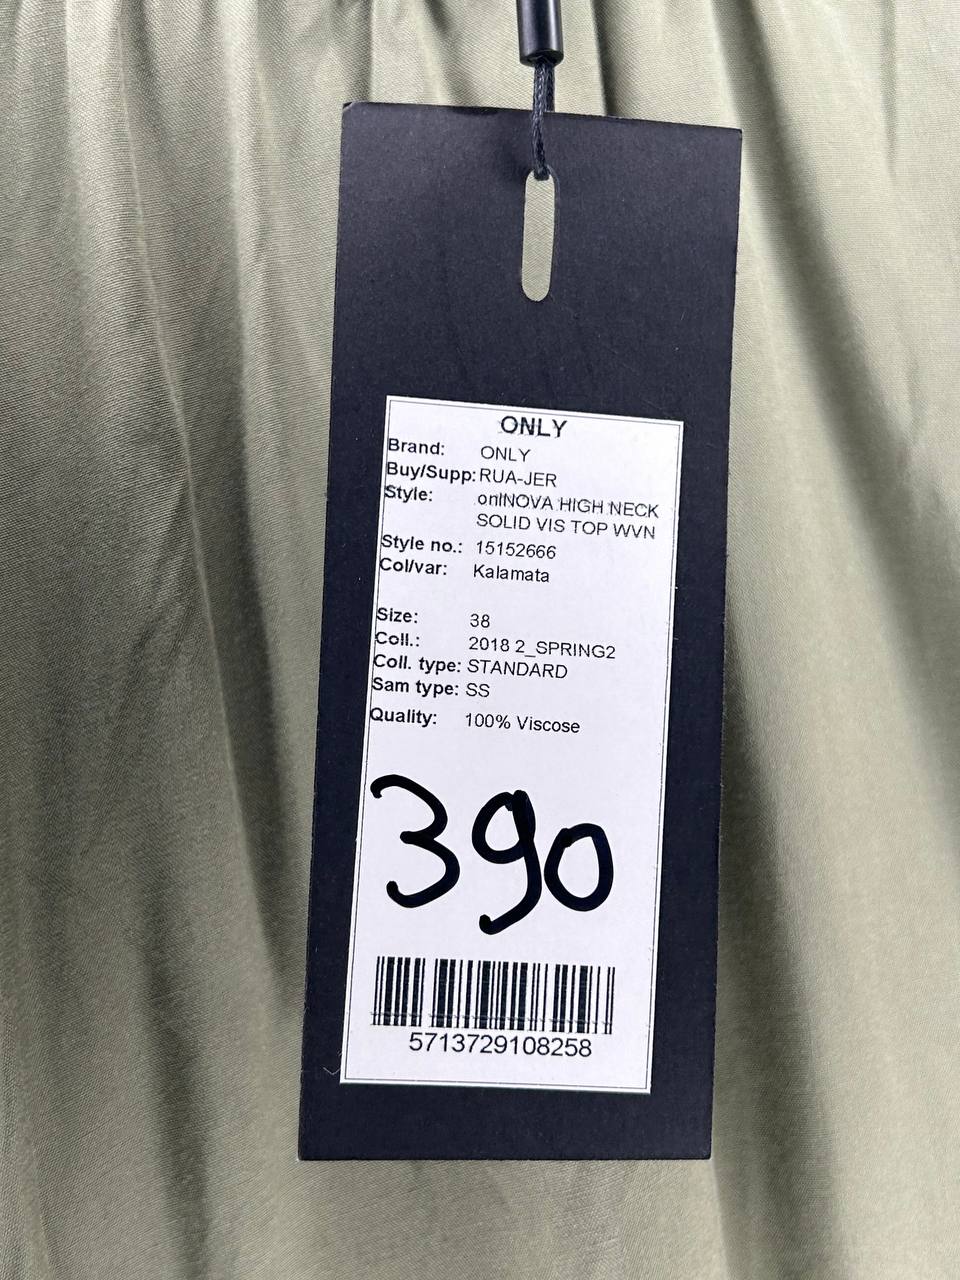 ONLY
Brand: ONLY
Buy/Supp: RUA-JER
Style: onlNOVA HIGH NECK
SOLID VIS TOP WVN
Style no.: 15152666
Col/var: Kalamata
Size: 38
Coll.: 2018 2_SPRING2
Coll. type: STANDARD
Sam type: SS
Quality: 100% Viscose
390
5713729108258